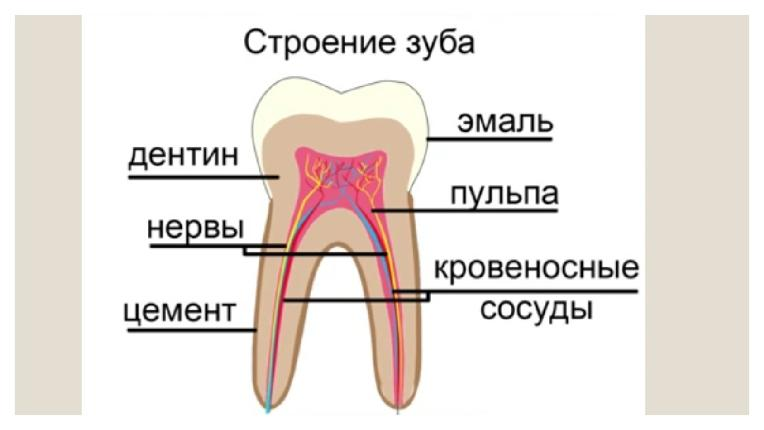 Строение зуба
эмаль
дентин
пульпа
нервы
кровеносные
сосуды
цемент